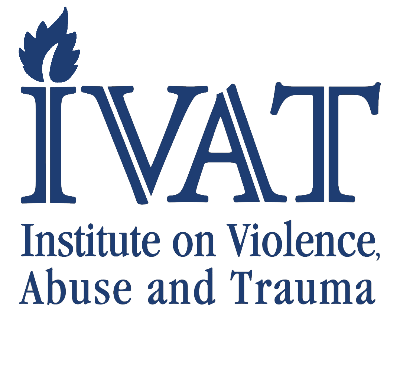 IVAT
Institute on Violence,
Abuse and Trauma